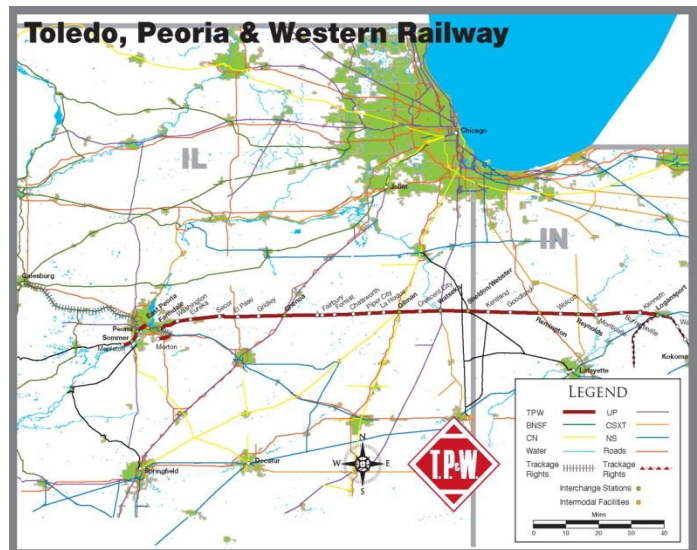 Toledo, Peoria & Western Railway
Chicago
IL
Joliet
IN
Galesburg
East Peoria
Farmdale
Washington
Eureka
Secor
El Paso
Gridley
Chenoa
Fairbury
Forrest
Chatsworth
Piper City
La Hogue
Gilman
Crescent City
Watseka
Sheldon/Webster
Kentland
Goodland
Remington
Wolcott
Reynolds
Monticello
Burnettsville
Kenneth
Logansport
Peoria
Sommer
Mapleton
Morton
Kokomo
Lafayette
Springfield
Decatur
N
W E
S
T.P.&W.
LEGEND
TPW UP
BNSF CSXT
CN NS
Water Roads
Trackage Rights Trackage Rights
Interchange Stations
Intermodal Facilities
Miles
0 10 20 30 40